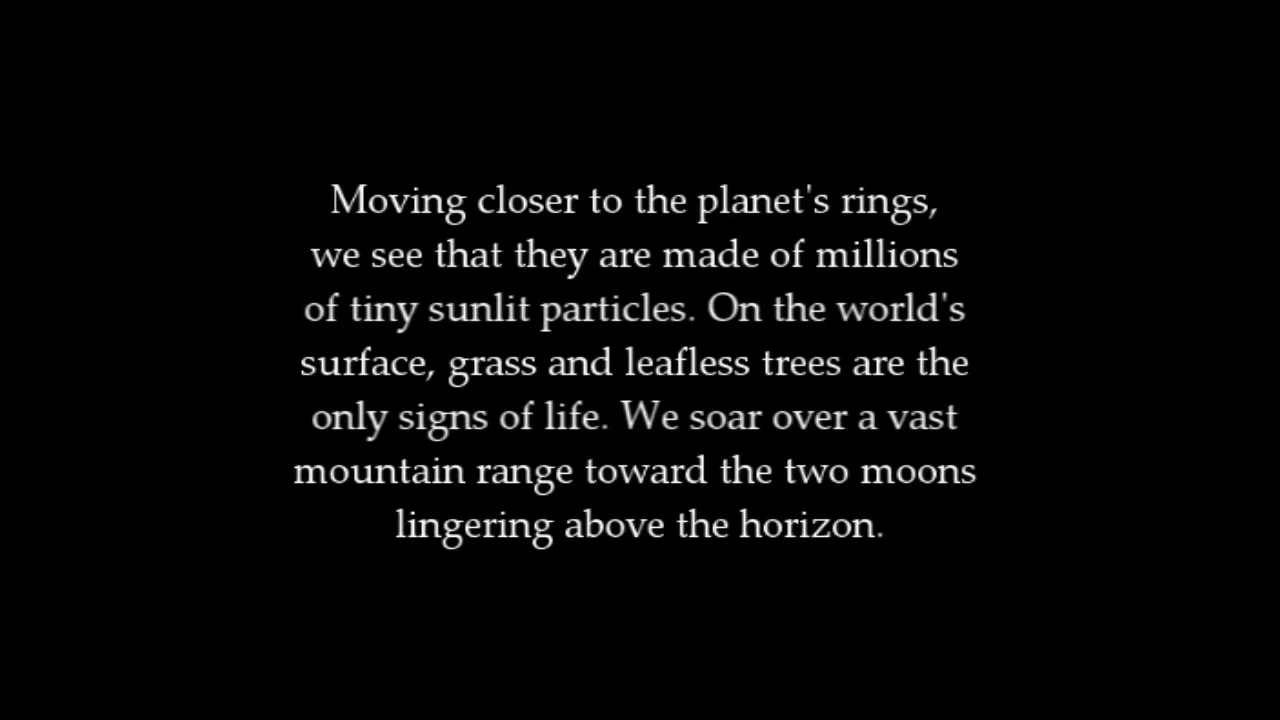 Moving closer to the planet's rings,
we see that they are made of millions
of tiny sunlit particles. On the world's
surface, grass and leafless trees are the
only signs of life. We soar over a vast
mountain range toward the two moons
lingering above the horizon.